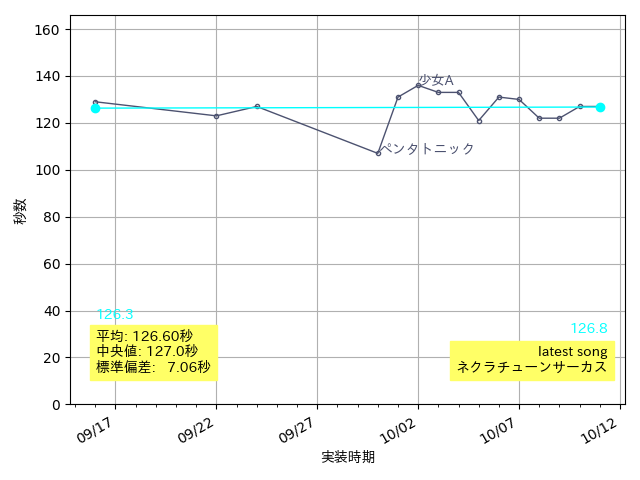 160
140
120
100
80
60
40
20
0
秒数
少女A
ペンタトニック
126.3
平均: 126.60秒
中央値: 127.0秒
標準偏差:  7.06秒
126.8
latest song
ネクラチューンサーカス
09/17
09/22
09/27
10/02
10/07
10/12
実装時期